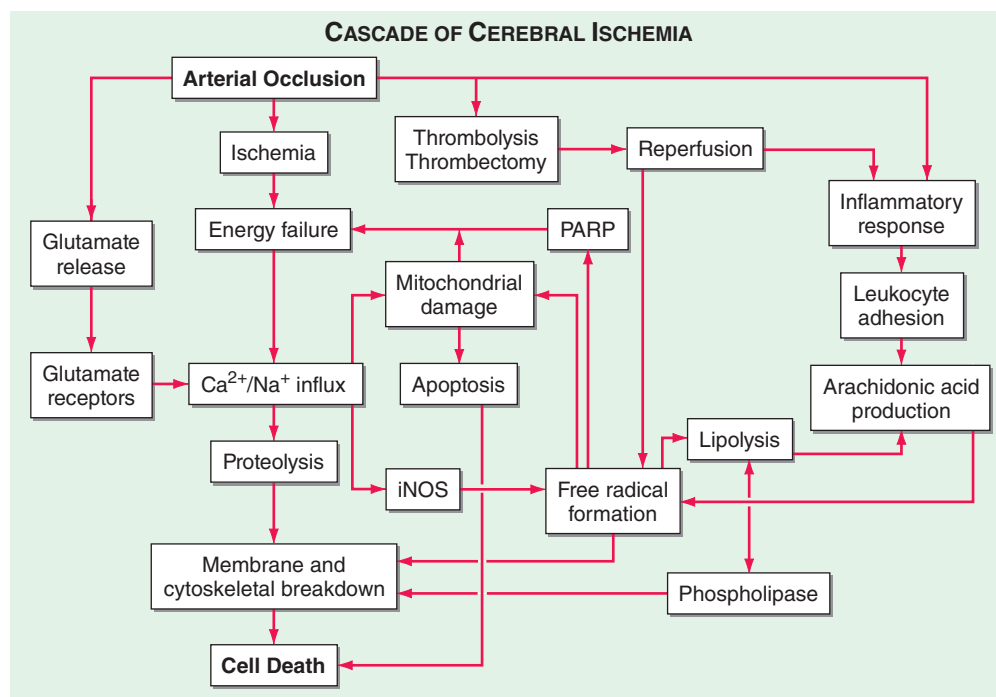 CASCADE OF CEREBRAL ISCHEMIA
Arterial Occlusion
Ischemia
Thrombolysis
Thrombectomy
Reperfusion
Glutamate
release
Energy failure
PARP
Inflammatory
response
Mitochondrial
damage
Leukocyte
adhesion
Glutamate
receptors
Ca²⁺/Na⁺ influx
Apoptosis
Arachidonic acid
production
Proteolysis
Lipolysis
iNOS
Free radical
formation
Membrane and
cytoskeletal breakdown
Phospholipase
Cell Death